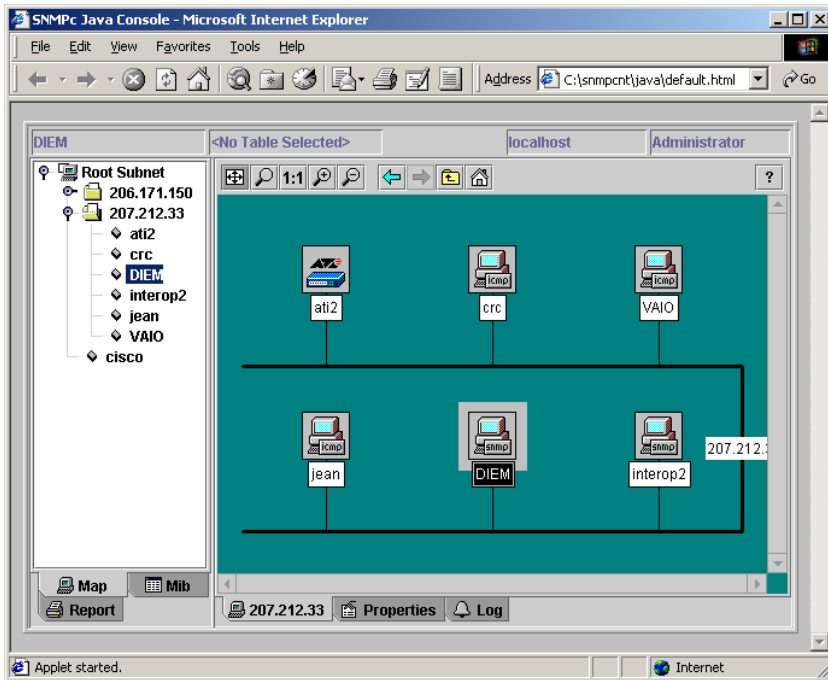 SNMPc Java Console - Microsoft Internet Explorer
File Edit View Favorites Tools Help
Address C:\snmpcnt\java\default.html Go
DIEM <No Table Selected> localhost Administrator
Root Subnet
206.171.150
207.212.33
ati2
crc
DIEM
interop2
jean
VAIO
cisco
1:1 ?
ati2 crc VAIO
icmp icmp
icmp snmp snmp
jean DIEM interop2
207.212.3
Map Mib
Report
207.212.33 Properties Log
Applet started. Internet